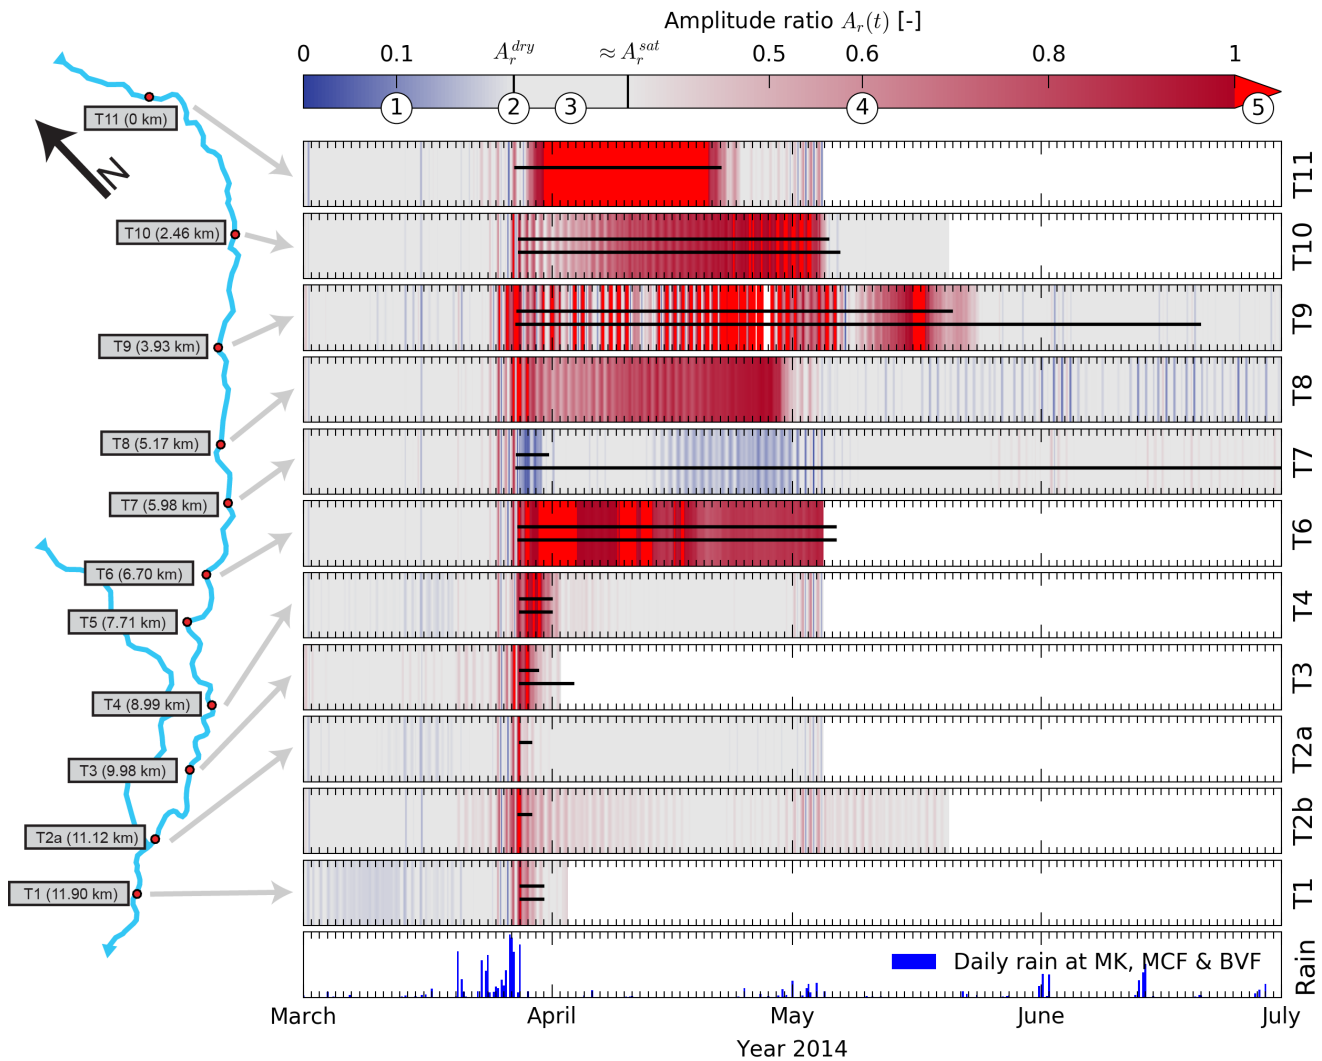 Amplitude ratio A_r(t) [-]
0 0.1 A_r^dry ≈ A_r^sat 0.5 0.6 0.8 1
1 2 3 4 5
T11 (0 km)
N
T10 (2.46 km)
T9 (3.93 km)
T8 (5.17 km)
T7 (5.98 km)
T6 (6.70 km)
T5 (7.71 km)
T4 (8.99 km)
T3 (9.98 km)
T2a (11.12 km)
T1 (11.90 km)
T11
T10
T9
T8
T7
T6
T4
T3
T2a
T2b
T1
Rain
Daily rain at MK, MCF & BVF
March April May June July
Year 2014